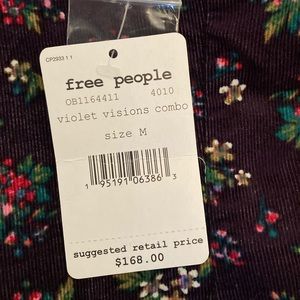 CP2933 1 1
free people
OB1164411 4010
violet visions combo
size M
1 95191 06386 3
suggested retail price
$168.00